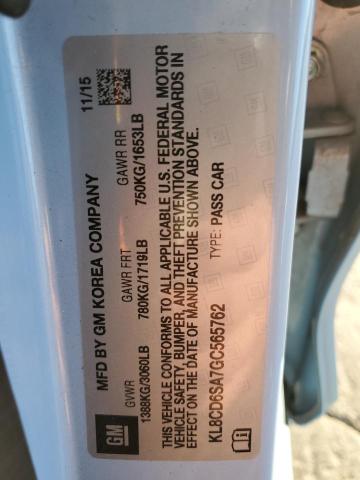 MFD BY GM KOREA COMPANY
11/15
GVWR
GAWR FRT
GAWR RR
1388KG/3060LB
780KG/1719LB
750KG/1653LB
THIS VEHICLE CONFORMS TO ALL APPLICABLE U.S. FEDERAL MOTOR
VEHICLE SAFETY, BUMPER, AND THEFT PREVENTION STANDARDS IN
EFFECT ON THE DATE OF MANUFACTURE SHOWN ABOVE.
KL8CD6SA7GC565762
TYPE: PASS CAR
GM